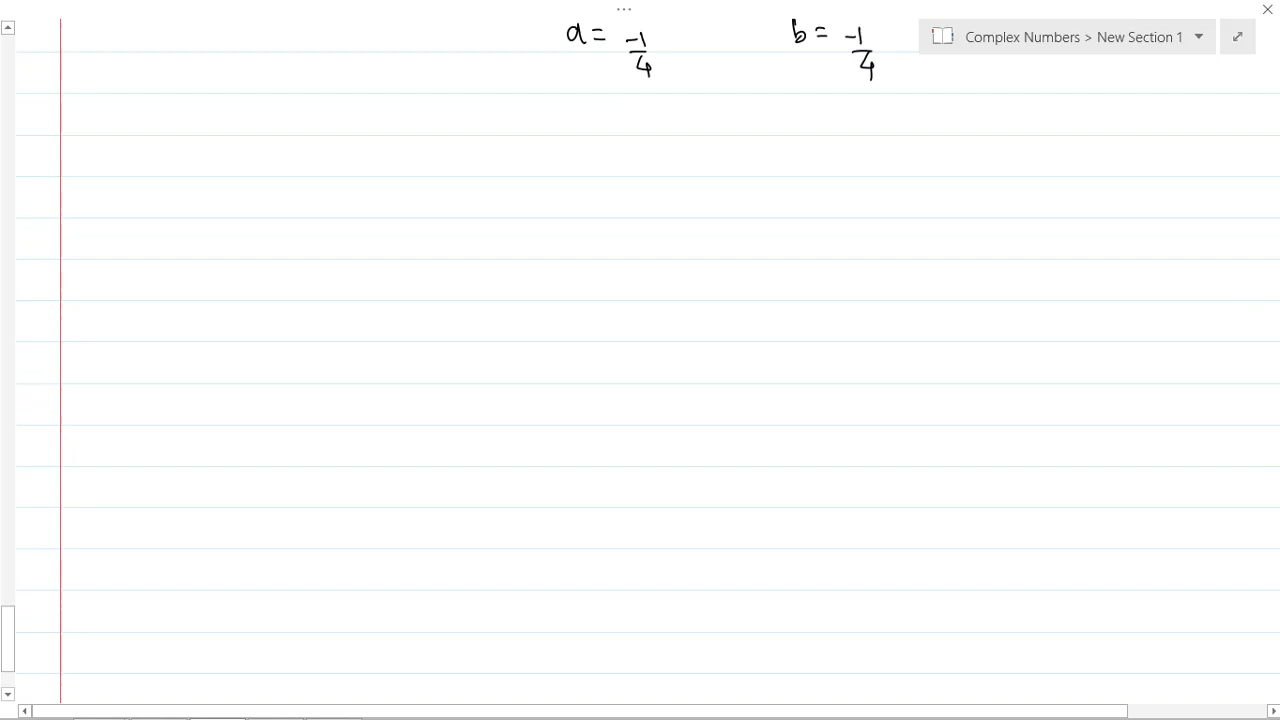 a = -1/4 b = -1/4
Complex Numbers > New Section 1